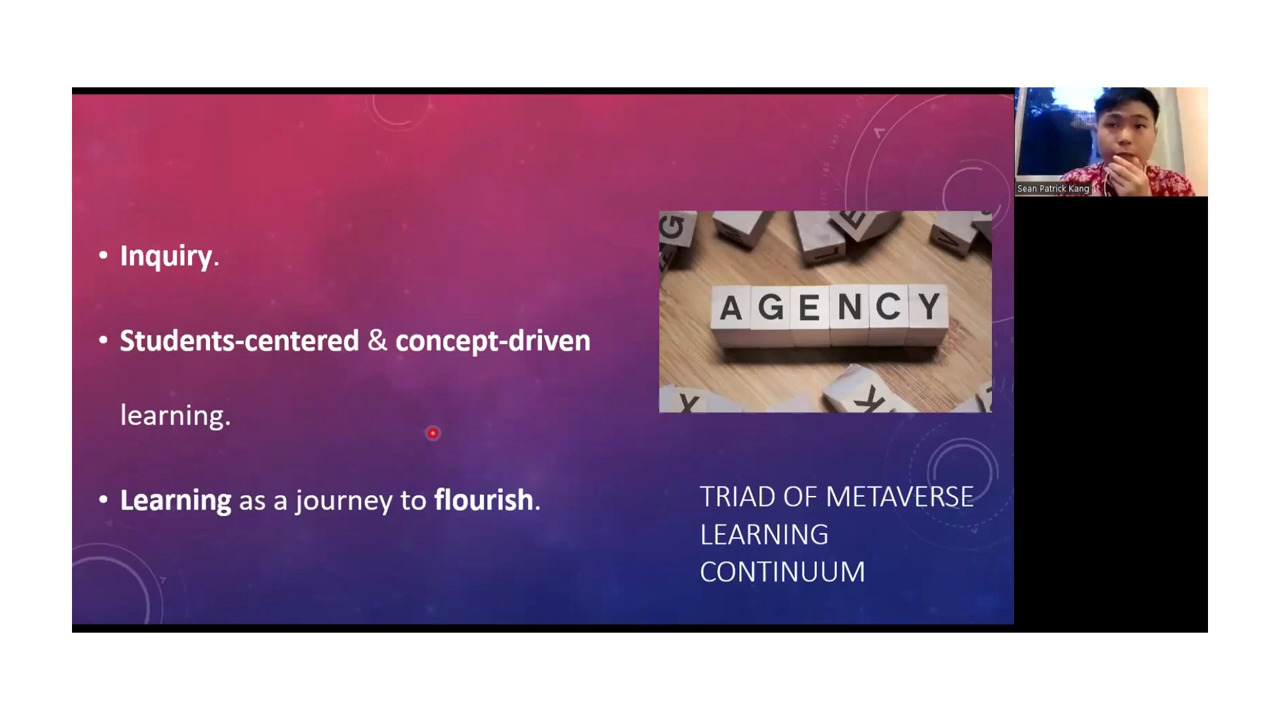 • Inquiry.
• Students-centered & concept-driven
learning.
• Learning as a journey to flourish.
AGENCY
TRIAD OF METAVERSE
LEARNING
CONTINUUM
Sean Patrick Kang